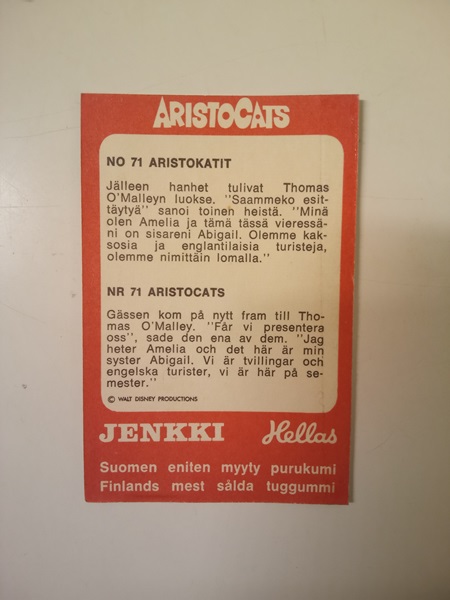 ARISTOCATS
NO 71 ARISTOKATIT
Jälleen hanhet tulivat Thomas
O'Malleyn luokse. "Saammeko esit-
täytyä" sanoi toineh heistä. "Minä
olen Amelia ja tämä tässä vieressä-
ni on sisareni Abigail. Olemme kak-
sosia ja englantilaisia turisteja,
olemme nimittäin lomalla."
NR 71 ARISTOCATS
Gässen kom på nytt fram till Tho-
mas O'Malley. "Får vi presentera
oss", sade den ena av dem. "Jag
heter Amelia och det här är min
syster Abigail. Vi är tvillingar och
engelska turister, vi är här på se-
mester."
© WALT DISNEY PRODUCTIONS
JENKKI Hellas
Suomen eniten myyty purukumi
Finlands mest sålda tuggummi